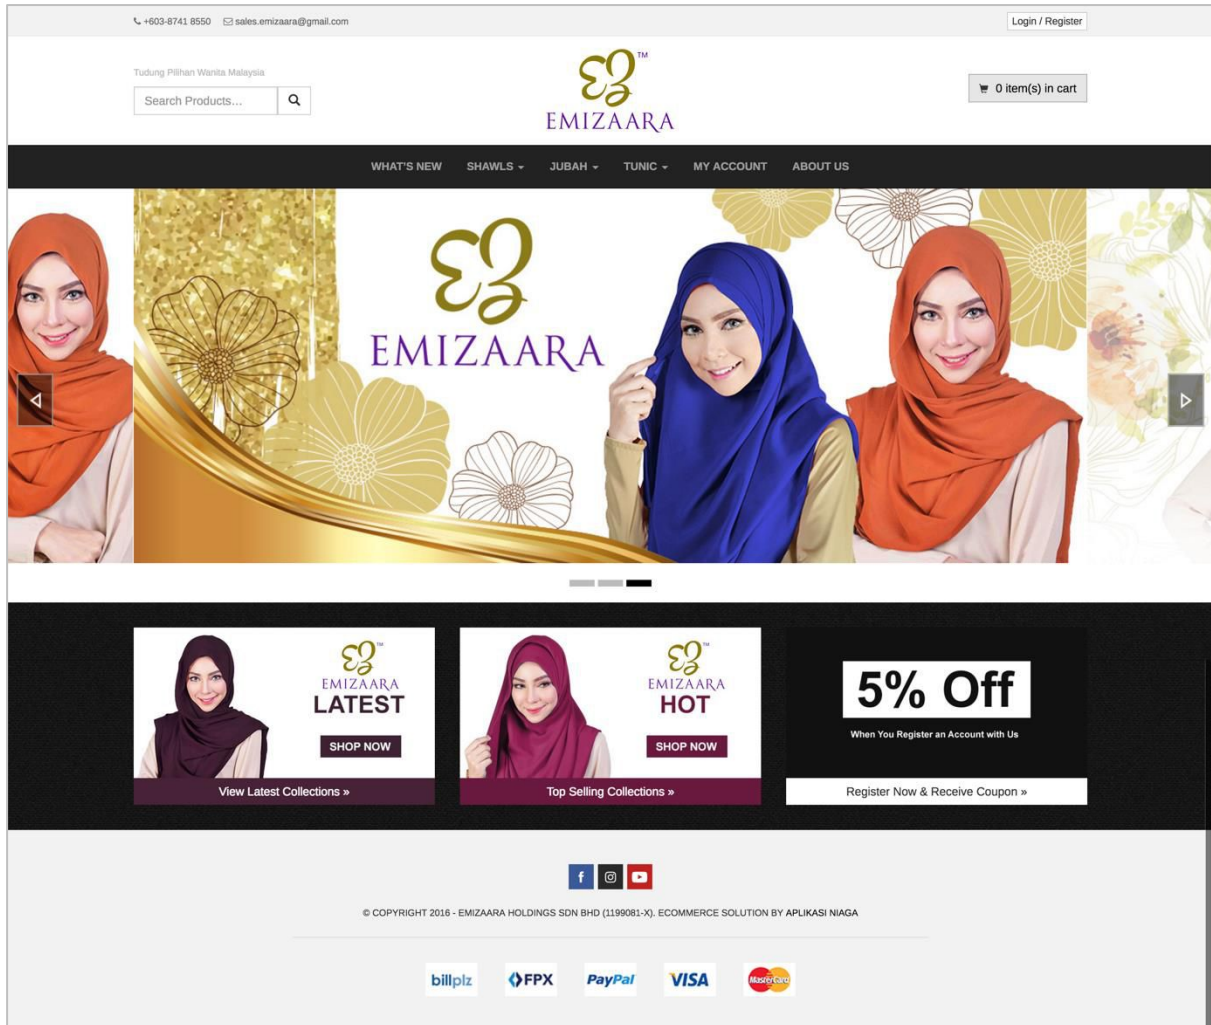 +603-8741 8550 sales.emizaara@gmail.com
Login / Register
Tudung Pilihan Wanita Malaysia
Search Products...
EMIZAARA
TM
0 item(s) in cart
WHAT'S NEW SHAWLS JUBAH TUNIC MY ACCOUNT ABOUT US
EMIZAARA
TM
EMIZAARA
LATEST
SHOP NOW
View Latest Collections »
TM
EMIZAARA
HOT
SHOP NOW
Top Selling Collections »
5% Off
When You Register an Account with Us
Register Now & Receive Coupon »
© COPYRIGHT 2016 - EMIZAARA HOLDINGS SDN BHD (1199081-X). ECOMMERCE SOLUTION BY APLIKASI NIAGA
billplz FPX PayPal VISA MasterCard